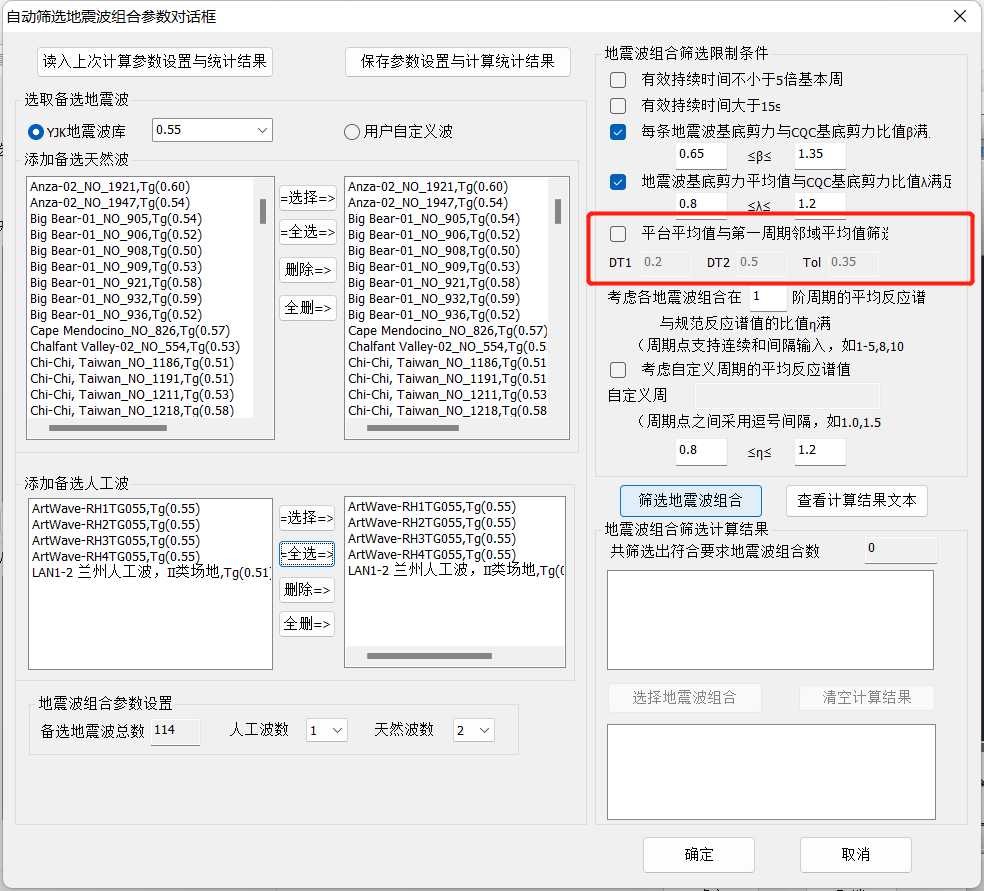 自动筛选地震波组合参数对话框
读入上次计算参数设置与统计结果
保存参数设置与计算统计结果
选取备选地震波
YJK地震波库
0.55
用户自定义波
添加备选天然波
Anza-02_NO_1921,Tg(0.60)
Anza-02_NO_1947,Tg(0.54)
Big Bear-01_NO_905,Tg(0.54)
Big Bear-01_NO_906,Tg(0.52)
Big Bear-01_NO_908,Tg(0.50)
Big Bear-01_NO_909,Tg(0.53)
Big Bear-01_NO_921,Tg(0.58)
Big Bear-01_NO_932,Tg(0.59)
Big Bear-01_NO_936,Tg(0.52)
Cape Mendocino_NO_826,Tg(0.57)
Chalfant Valley-02_NO_554,Tg(0.53)
Chi-Chi, Taiwan_NO_1186,Tg(0.51)
Chi-Chi, Taiwan_NO_1191,Tg(0.51)
Chi-Chi, Taiwan_NO_1211,Tg(0.53)
Chi-Chi, Taiwan_NO_1218,Tg(0.58)
=选择=>
=全选=>
删除=>
全删=>
Anza-02_NO_1921,Tg(0.60)
Anza-02_NO_1947,Tg(0.54)
Big Bear-01_NO_905,Tg(0.54)
Big Bear-01_NO_906,Tg(0.52)
Big Bear-01_NO_908,Tg(0.50)
Big Bear-01_NO_909,Tg(0.53)
Big Bear-01_NO_921,Tg(0.58)
Big Bear-01_NO_932,Tg(0.59)
Big Bear-01_NO_936,Tg(0.52)
Cape Mendocino_NO_826,Tg(0.57)
Chalfant Valley-02_NO_554,Tg(0.5
Chi-Chi, Taiwan_NO_1186,Tg(0.51
Chi-Chi, Taiwan_NO_1191,Tg(0.51
Chi-Chi, Taiwan_NO_1211,Tg(0.53
Chi-Chi, Taiwan_NO_1218,Tg(0.58
添加备选人工波
ArtWave-RH1TG055,Tg(0.55)
ArtWave-RH2TG055,Tg(0.55)
ArtWave-RH3TG055,Tg(0.55)
ArtWave-RH4TG055,Tg(0.55)
LAN1-2 兰州人工波，II类场地,Tg(0.51)
=选择=>
=全选=>
删除=>
全删=>
ArtWave-RH1TG055,Tg(0.55)
ArtWave-RH2TG055,Tg(0.55)
ArtWave-RH3TG055,Tg(0.55)
ArtWave-RH4TG055,Tg(0.55)
LAN1-2 兰州人工波，II类场地,Tg(0
地震波组合参数设置
备选地震波总数 114 人工波数 1 天然波数 2
地震波组合筛选限制条件
有效持续时间不小于5倍基本周
有效持续时间大于15s
每条地震波基底剪力与CQC基底剪力比值β满
0.65 ≤β≤ 1.35
地震波基底剪力平均值与CQC基底剪力比值λ满足
0.8 ≤λ≤ 1.2
平台平均值与第一周期邻域平均值筛
DT1 0.2 DT2 0.5 Tol 0.35
考虑各地震波组合在 1 阶周期的平均反应谱
与规范反应谱值的比值η满
（周期点支持连续和间隔输入，如1-5,8,10
考虑自定义周期的平均反应谱值
自定义周
（周期点之间采用逗号间隔，如1.0,1.5
0.8 ≤η≤ 1.2
筛选地震波组合
查看计算结果文本
地震波组合筛选计算结果
共筛选出符合要求地震波组合数 0
选择地震波组合
清空计算结果
确定
取消